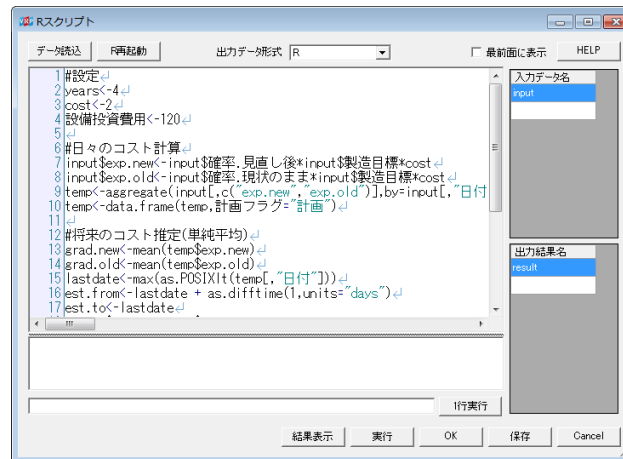 Rスクリプト
データ読込 R再起動 出力データ形式 R 最前面に表示 HELP
1 #設定↵
2 years<-4↵
3 cost<-2↵
4 設備投資費用<-120
5 ↵
6 #日々のコスト計算↵
7 input$exp.new<-input$確率.見直し後*input$製造目標*cost
8 input$exp.old<-input$確率.現状のまま*input$製造目標*cost
9 temp<-aggregate(input[,c("exp.new","exp.old")],by=input[,"日付
10 temp<-data.frame(temp,計画フラグ="計画")↵
11 ↵
12 #将来のコスト推定(単純平均)↵
13 grad.new<-mean(temp$exp.new)↵
14 grad.old<-mean(temp$exp.old)↵
15 lastdate<-max(as.POSIXlt(temp[,"日付"]))↵
16 est.from<-lastdate + as.difftime(1,units="days")↵
17 est.to<-lastdate↵
入力データ名
input
出力結果名
result
1行実行
結果表示 実行 OK 保存 Cancel